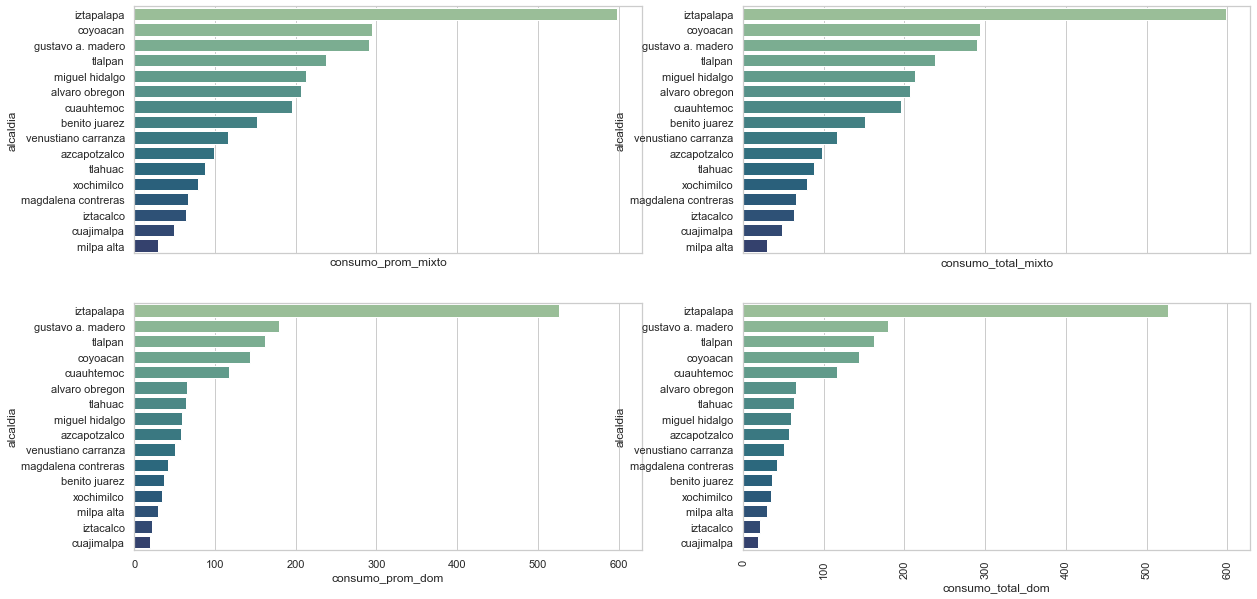 iztapalapa
coyoacan
gustavo a. madero
tlalpan
miguel hidalgo
alvaro obregon
cuauhtemoc
benito juarez
venustiano carranza
azcapotzalco
tlahuac
xochimilco
magdalena contreras
iztacalco
cuajimalpa
milpa alta
alcaldia
consumo_prom_mixto
iztapalapa
coyoacan
gustavo a. madero
tlalpan
miguel hidalgo
alvaro obregon
cuauhtemoc
benito juarez
venustiano carranza
azcapotzalco
tlahuac
xochimilco
magdalena contreras
iztacalco
cuajimalpa
milpa alta
alcaldia
consumo_total_mixto
iztapalapa
gustavo a. madero
tlalpan
coyoacan
cuauhtemoc
alvaro obregon
tlahuac
miguel hidalgo
azcapotzalco
venustiano carranza
magdalena contreras
benito juarez
xochimilco
milpa alta
iztacalco
cuajimalpa
alcaldia
0 100 200 300 400 500 600
consumo_prom_dom
iztapalapa
gustavo a. madero
tlalpan
coyoacan
cuauhtemoc
alvaro obregon
tlahuac
miguel hidalgo
azcapotzalco
venustiano carranza
magdalena contreras
benito juarez
xochimilco
milpa alta
iztacalco
cuajimalpa
alcaldia
0 100 200 300 400 500 600
consumo_total_dom